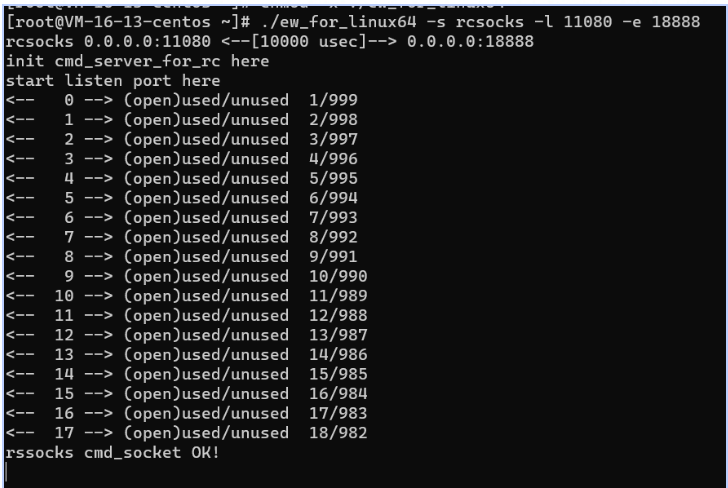 [root@VM-16-13-centos ~]# ./ew_for_linux64 -s rcsocks -l 11080 -e 18888
rcsocks 0.0.0.0:11080 <--[10000 usec]--> 0.0.0.0:18888
init cmd_server_for_rc here
start listen port here
<--   0 --> (open)used/unused  1/999
<--   1 --> (open)used/unused  2/998
<--   2 --> (open)used/unused  3/997
<--   3 --> (open)used/unused  4/996
<--   4 --> (open)used/unused  5/995
<--   5 --> (open)used/unused  6/994
<--   6 --> (open)used/unused  7/993
<--   7 --> (open)used/unused  8/992
<--   8 --> (open)used/unused  9/991
<--   9 --> (open)used/unused  10/990
<--  10 --> (open)used/unused  11/989
<--  11 --> (open)used/unused  12/988
<--  12 --> (open)used/unused  13/987
<--  13 --> (open)used/unused  14/986
<--  14 --> (open)used/unused  15/985
<--  15 --> (open)used/unused  16/984
<--  16 --> (open)used/unused  17/983
<--  17 --> (open)used/unused  18/982
rssocks cmd_socket OK!